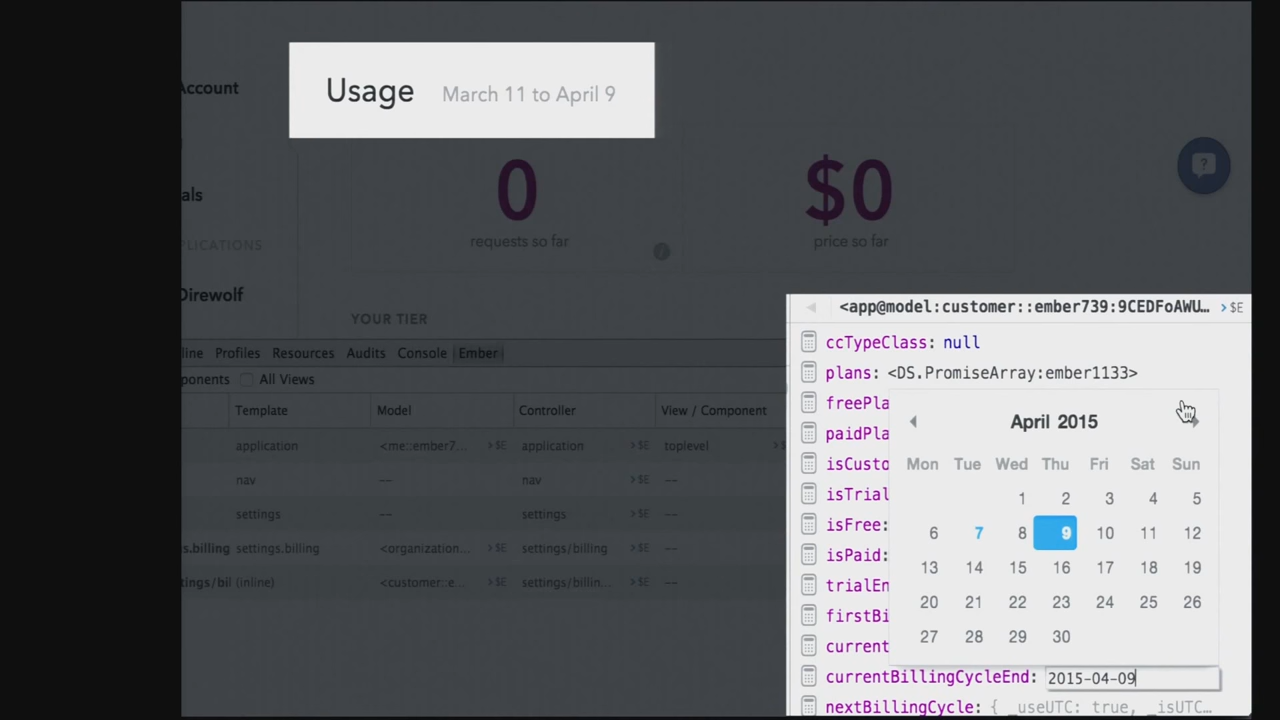 Account
Usage March 11 to April 9
0
requests so far
$0
price so far
als
PLICATIONS
Direwolf
YOUR TIER
line Profiles Resources Audits Console Ember
ponents All Views
Template Model Controller View / Component
application <me::ember7... >$E application >$E toplevel >$
nav -- nav >$E --
settings -- settings >$E --
s.billing settings.billing <organization... >$E settings/billing >$E --
tings/bil (inline) <customer::e... >$E settings/billin... >$E --
<app@model:customer::ember739:9CEDFoAWU… >$E
ccTypeClass: null
plans: <DS.PromiseArray:ember1133>
freePla
paidPla
isCusto
isTrial
isFree:
isPaid:
trialEn
firstBi
current
April 2015
Mon Tue Wed Thu Fri Sat Sun
1 2 3 4 5
6 7 8 9 10 11 12
13 14 15 16 17 18 19
20 21 22 23 24 25 26
27 28 29 30
currentBillingCycleEnd: 2015-04-09
nextBillingCycle: { _useUTC: true, _isUTC…